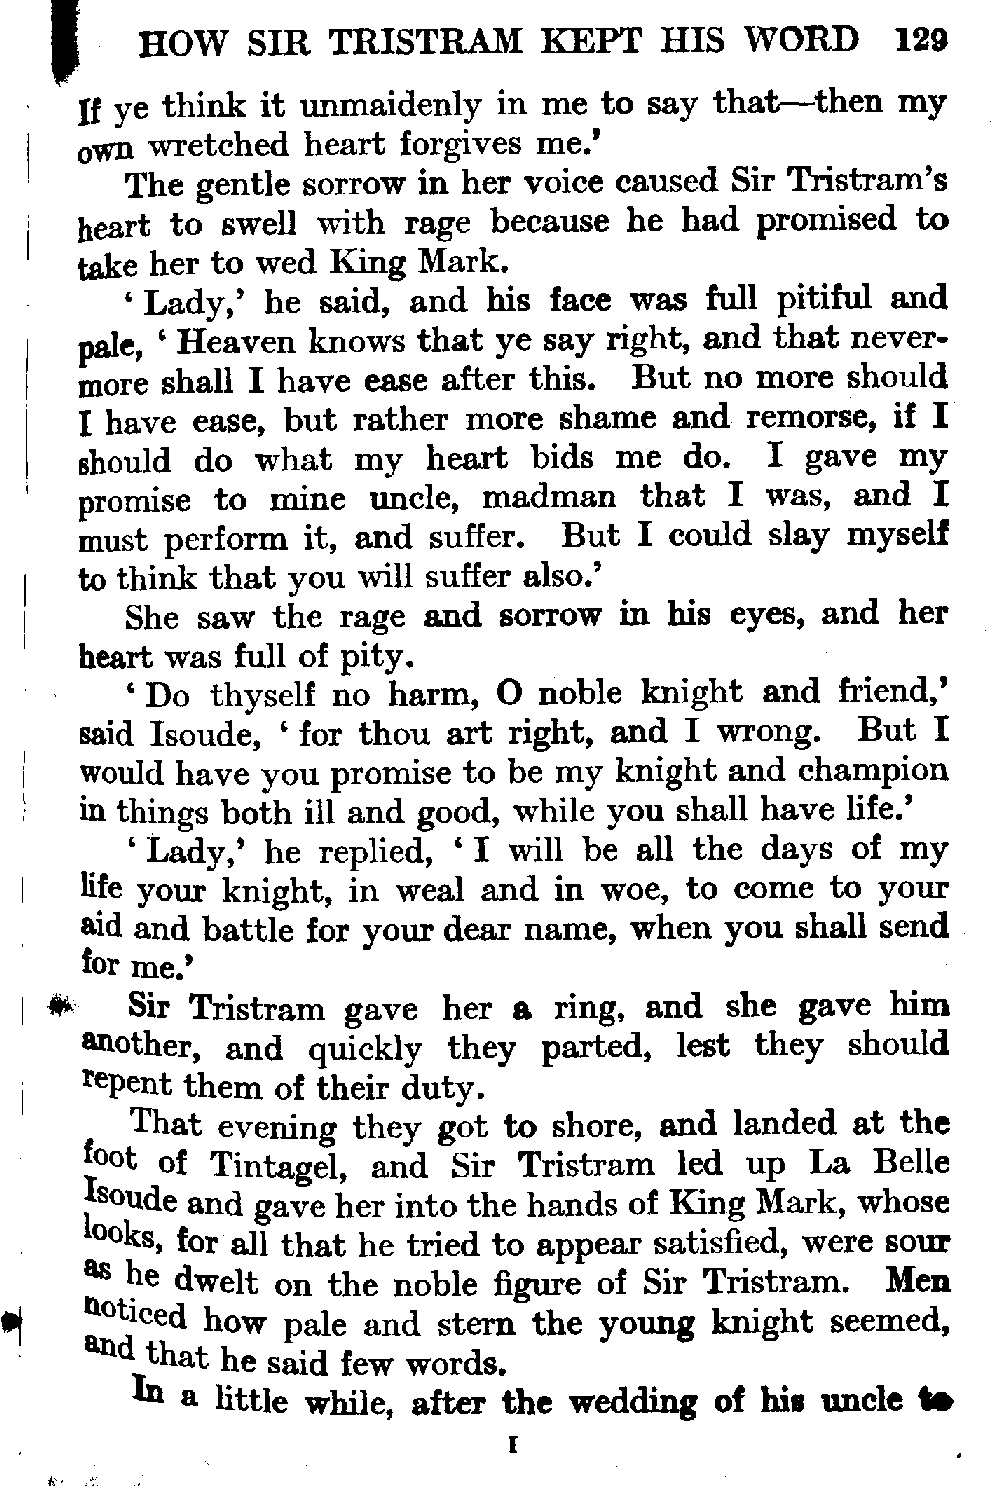 HOW SIR TRISTRAM KEPT HIS WORD 129
If ye think it unmaidenly in me to say that—then my
own wretched heart forgives me.’
The gentle sorrow in her voice caused Sir Tristram’s
heart to swell with rage because he had promised to
take her to wed King Mark.
‘ Lady,’ he said, and his face was full pitiful and
pale, ‘ Heaven knows that ye say right, and that never-
more shall I have ease after this. But no more should
I have ease, but rather more shame and remorse, if I
should do what my heart bids me do. I gave my
promise to mine uncle, madman that I was, and I
must perform it, and suffer. But I could slay myself
to think that you will suffer also.’
She saw the rage and sorrow in his eyes, and her
heart was full of pity.
‘ Do thyself no harm, O noble knight and friend,’
said Isoude, ‘ for thou art right, and I wrong. But I
would have you promise to be my knight and champion
in things both ill and good, while you shall have life.’
‘ Lady,’ he replied, ‘ I will be all the days of my
life your knight, in weal and in woe, to come to your
aid and battle for your dear name, when you shall send
for me.’
Sir Tristram gave her a ring, and she gave him
another, and quickly they parted, lest they should
repent them of their duty.
That evening they got to shore, and landed at the
foot of Tintagel, and Sir Tristram led up La Belle
Isoude and gave her into the hands of King Mark, whose
looks, for all that he tried to appear satisfied, were sour
as he dwelt on the noble figure of Sir Tristram. Men
noticed how pale and stern the young knight seemed,
and that he said few words.
In a little while, after the wedding of his uncle to
I